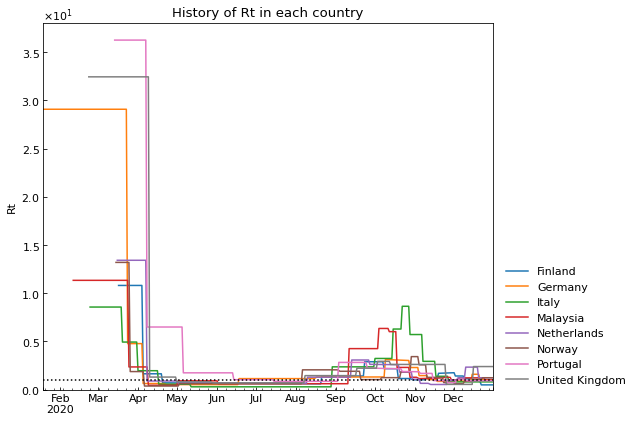 History of Rt in each country
×10¹
3.5
3.0
2.5
2.0
1.5
1.0
0.5
0.0
Rt
Feb Mar Apr May Jun Jul Aug Sep Oct Nov Dec
2020
Finland
Germany
Italy
Malaysia
Netherlands
Norway
Portugal
United Kingdom